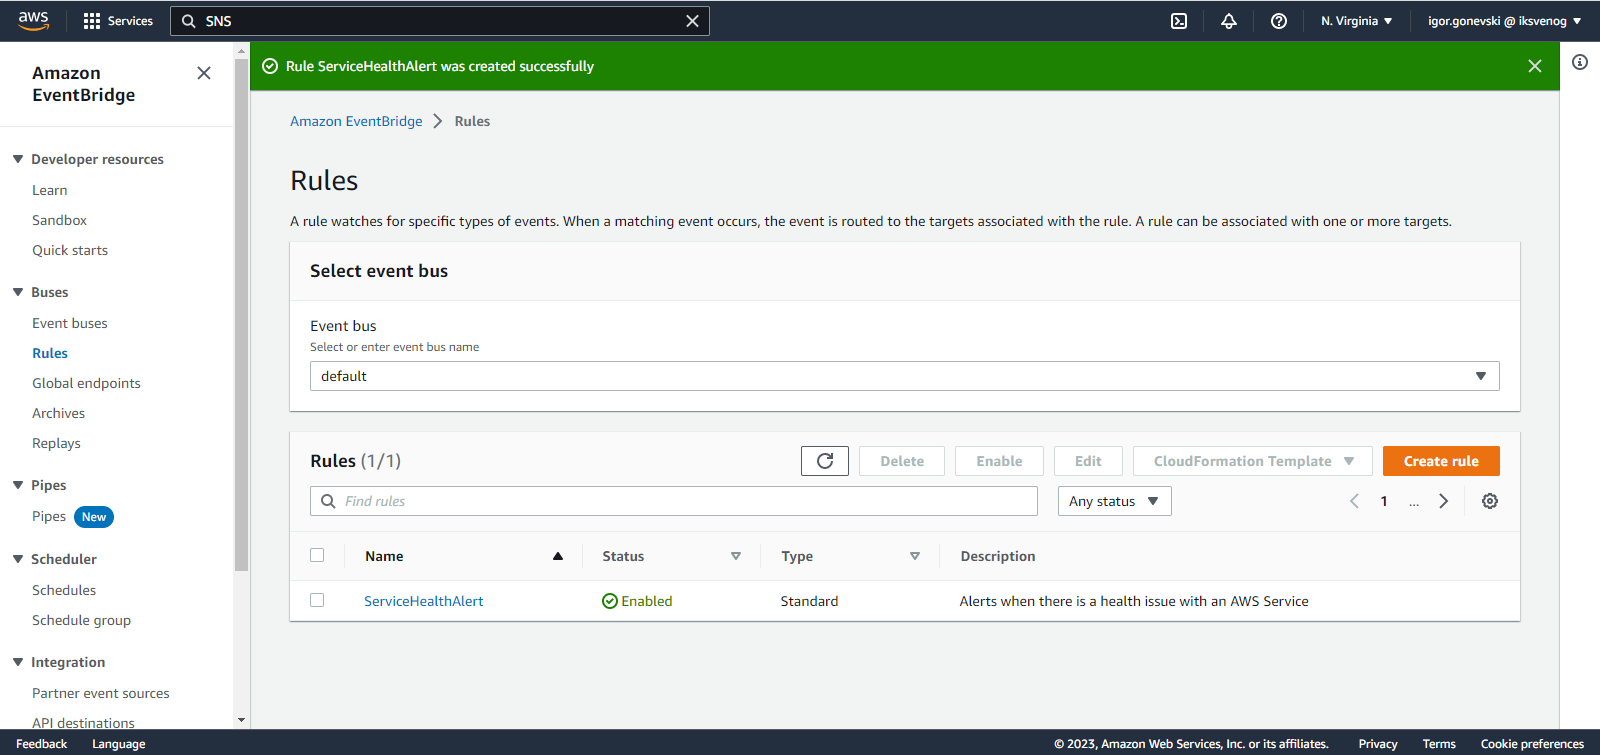 aws
Services
SNS
N. Virginia
igor.gonevski @ iksvenog
Amazon
EventBridge
Developer resources
Learn
Sandbox
Quick starts
Buses
Event buses
Rules
Global endpoints
Archives
Replays
Pipes
Pipes New
Scheduler
Schedules
Schedule group
Integration
Partner event sources
API destinations
Rule ServiceHealthAlert was created successfully
Amazon EventBridge > Rules
Rules
A rule watches for specific types of events. When a matching event occurs, the event is routed to the targets associated with the rule. A rule can be associated with one or more targets.
Select event bus
Event bus
Select or enter event bus name
default
Rules (1/1)
Delete
Enable
Edit
CloudFormation Template
Create rule
Find rules
Any status
1 ...
Name Status Type Description
ServiceHealthAlert Enabled Standard Alerts when there is a health issue with an AWS Service
Feedback Language © 2023, Amazon Web Services, Inc. or its affiliates. Privacy Terms Cookie preferences